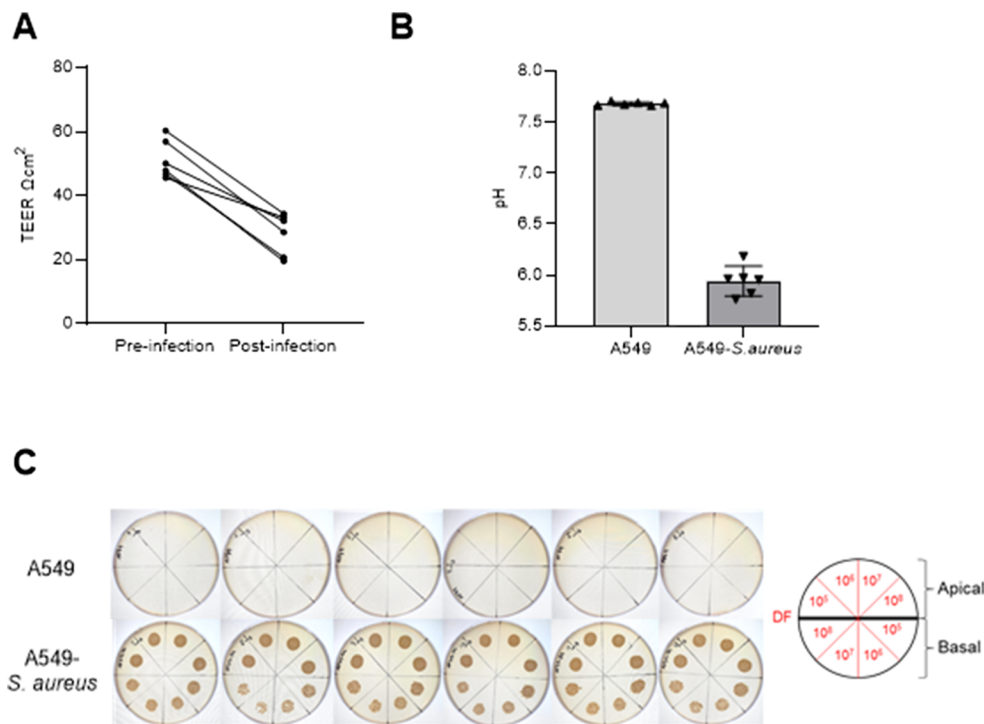 A
80
60
40
20
0
TEER Ωcm²
Pre-infection
Post-infection
B
8.0
7.5
7.0
6.5
6.0
5.5
pH
A549
A549-S.aureus
C
A549
A549-
S. aureus
DF
10⁵
10⁶
10⁷
10⁸
Apical
10⁸
10⁷
10⁶
10⁵
Basal